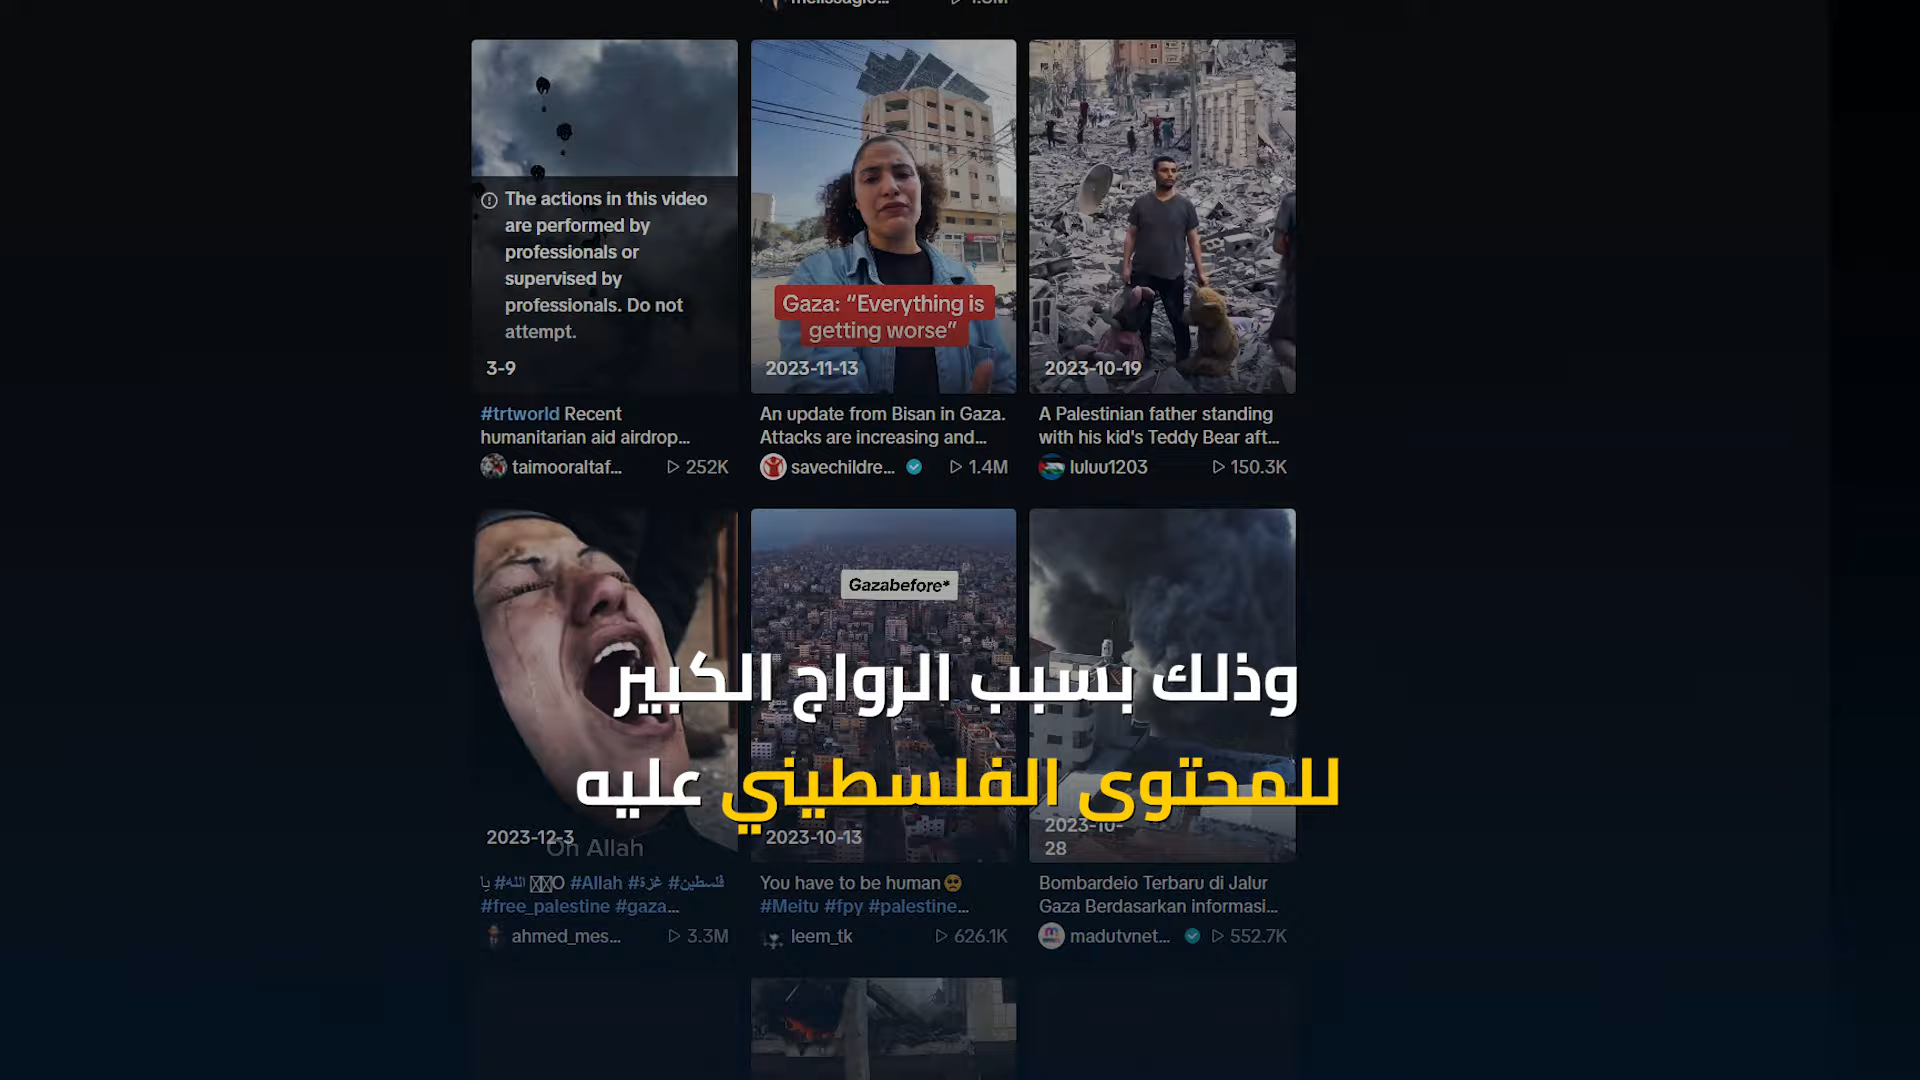 The actions in this video
are performed by
professionals or
supervised by
professionals. Do not
attempt.
3-9
#trtworld Recent
humanitarian aid airdrop...
taimooraltaf...
252K
Gaza: “Everything is
getting worse”
2023-11-13
An update from Bisan in Gaza.
Attacks are increasing and...
savechildre...
1.4M
2023-10-19
A Palestinian father standing
with his kid's Teddy Bear aft...
luluu1203
150.3K
وذلك بسبب الرواج الكبير
للمحتوى الفلسطيني عليه
2023-12-3
Oh Allah
#فلسطين #غزة #Allah O #الله يا
#free_palestine #gaza...
ahmed_mes...
3.3M
Gazabefore*
2023-10-13
You have to be human🥺
#Meitu #fpy #palestine...
leem_tk
626.1K
2023-10-
28
Bombardeio Terbaru di Jalur
Gaza Berdasarkan informasi...
madutvnet...
552.7K